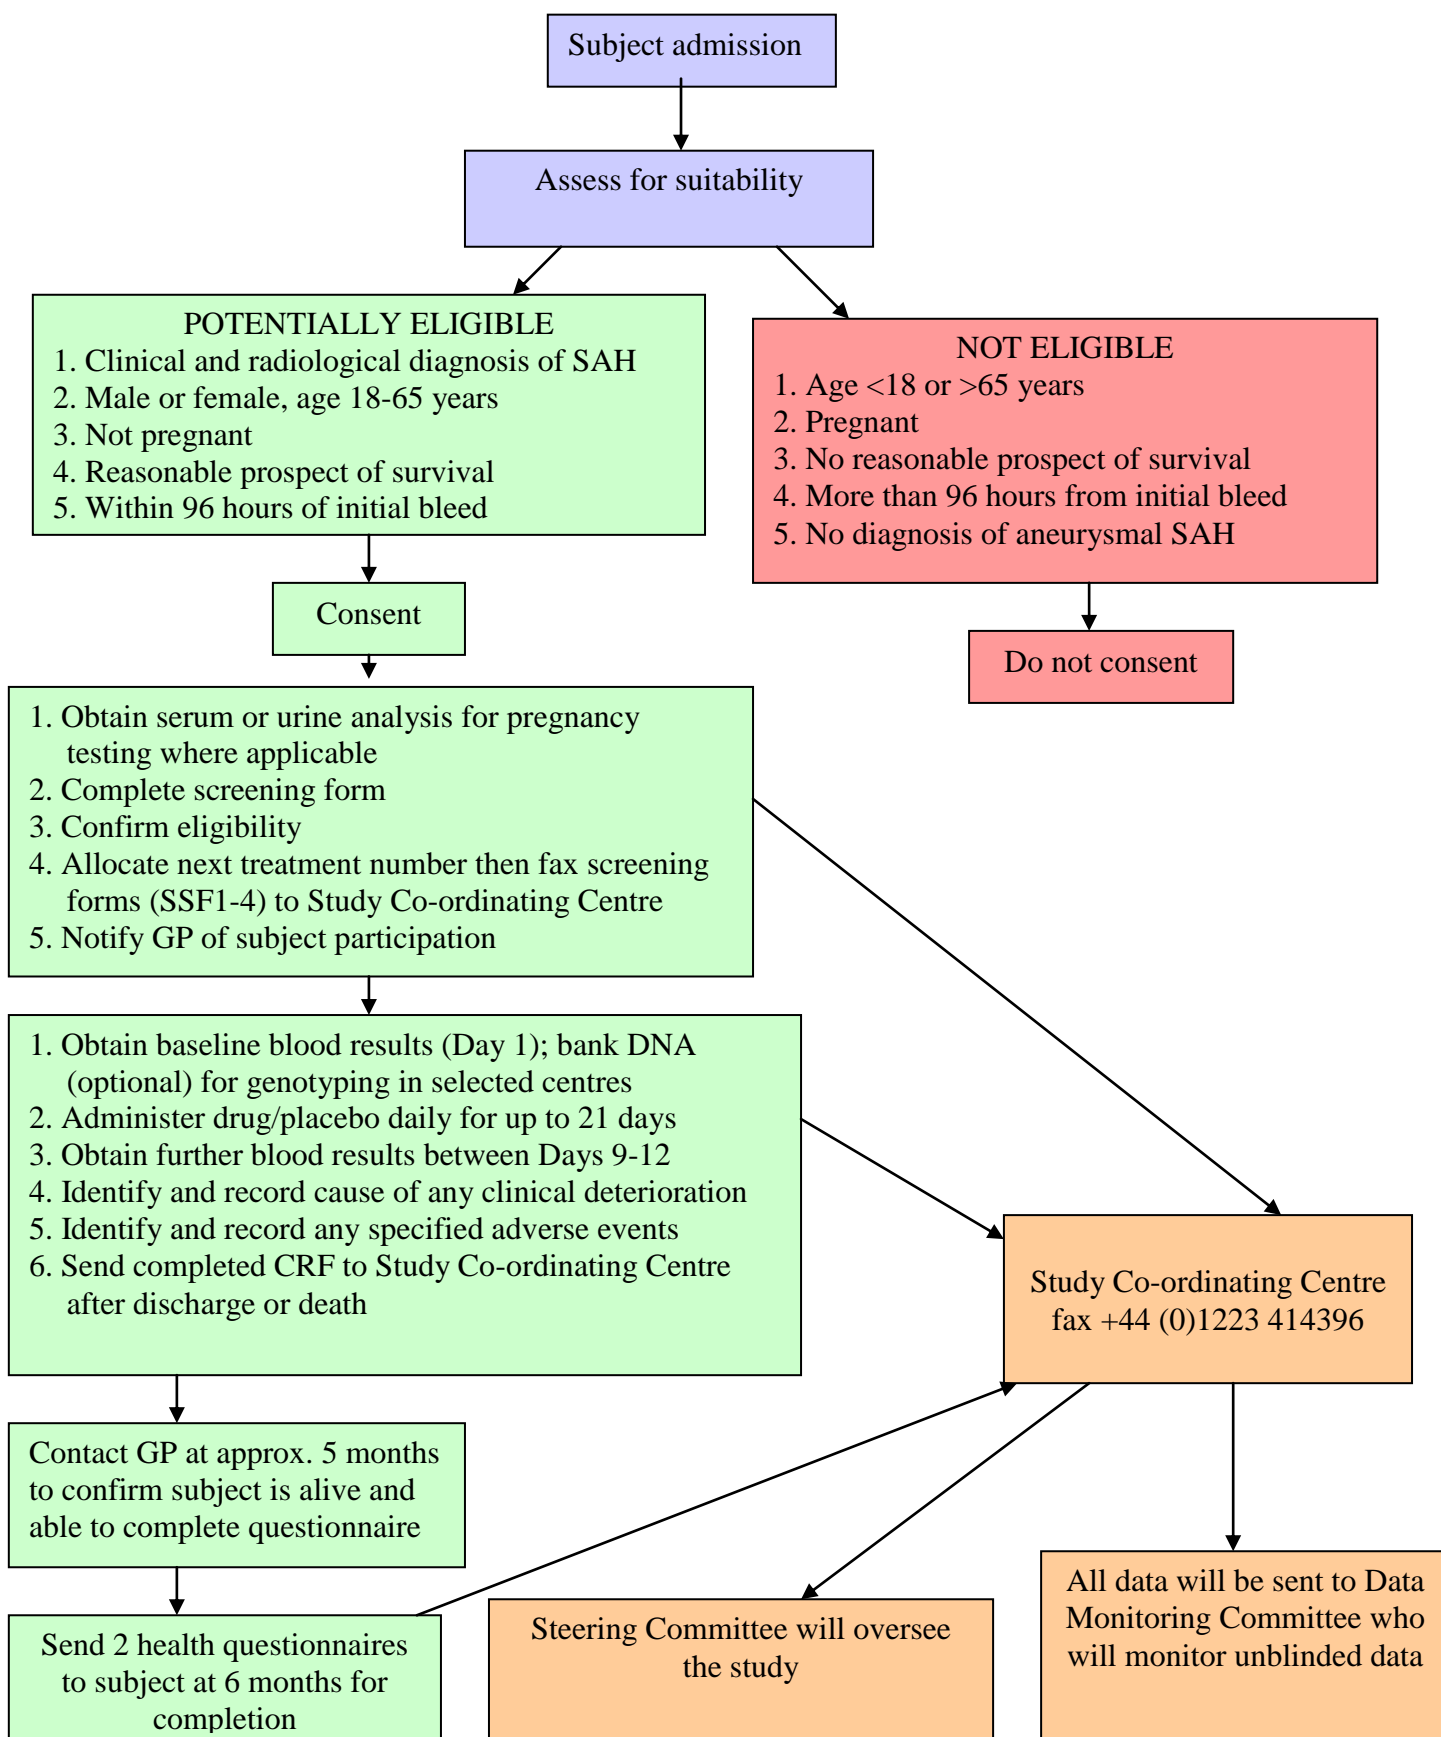 Subject admission
Assess for suitability
POTENTIALLY ELIGIBLE
1. Clinical and radiological diagnosis of SAH
2. Male or female, age 18-65 years
3. Not pregnant
4. Reasonable prospect of survival
5. Within 96 hours of initial bleed
NOT ELIGIBLE
1. Age <18 or >65 years
2. Pregnant
3. No reasonable prospect of survival
4. More than 96 hours from initial bleed
5. No diagnosis of aneurysmal SAH
Consent
Do not consent
1. Obtain serum or urine analysis for pregnancy
testing where applicable
2. Complete screening form
3. Confirm eligibility
4. Allocate next treatment number then fax screening
forms (SSF1-4) to Study Co-ordinating Centre
5. Notify GP of subject participation
1. Obtain baseline blood results (Day 1); bank DNA
(optional) for genotyping in selected centres
2. Administer drug/placebo daily for up to 21 days
3. Obtain further blood results between Days 9-12
4. Identify and record cause of any clinical deterioration
5. Identify and record any specified adverse events
6. Send completed CRF to Study Co-ordinating Centre
after discharge or death
Study Co-ordinating Centre
fax +44 (0)1223 414396
Contact GP at approx. 5 months
to confirm subject is alive and
able to complete questionnaire
Send 2 health questionnaires
to subject at 6 months for
completion
Steering Committee will oversee
the study
All data will be sent to Data
Monitoring Committee who
will monitor unblinded data